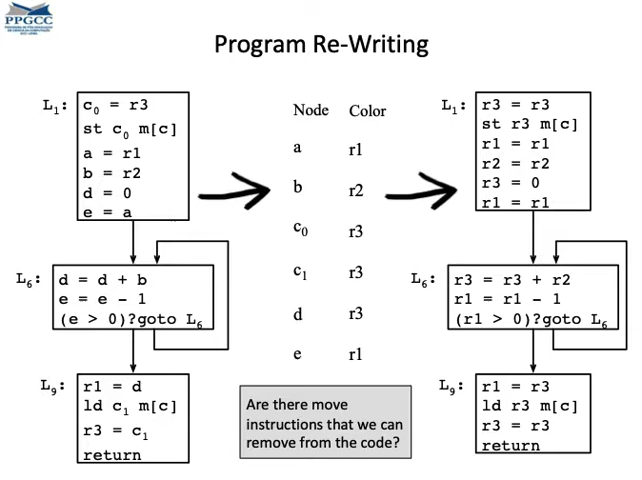 PPGCC
Program Re-Writing
L1: c0 = r3
st c0 m[c]
a = r1
b = r2
d = 0
e = a
L6: d = d + b
e = e - 1
(e > 0)?goto L6
L9: r1 = d
ld c1 m[c]
r3 = c1
return
Node Color
a r1
b r2
c0 r3
c1 r3
d r3
e r1
Are there move
instructions that we can
remove from the code?
L1: r3 = r3
st r3 m[c]
r1 = r1
r2 = r2
r3 = 0
r1 = r1
L6: r3 = r3 + r2
r1 = r1 - 1
(r1 > 0)?goto L6
L9: r1 = r3
ld r3 m[c]
r3 = r3
return